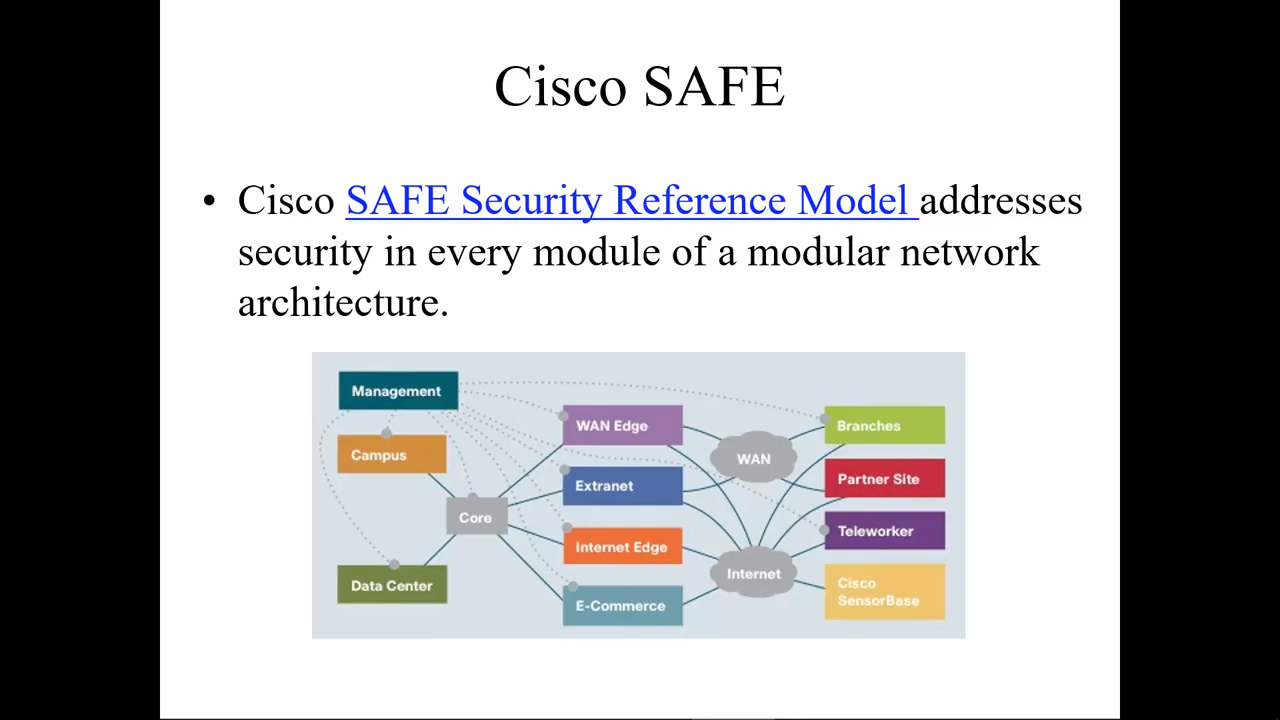 Cisco SAFE
• Cisco SAFE Security Reference Model addresses
security in every module of a modular network
architecture.
Management
Campus
Core
Data Center
WAN Edge
Extranet
Internet Edge
E-Commerce
WAN
Internet
Branches
Partner Site
Teleworker
Cisco
SensorBase